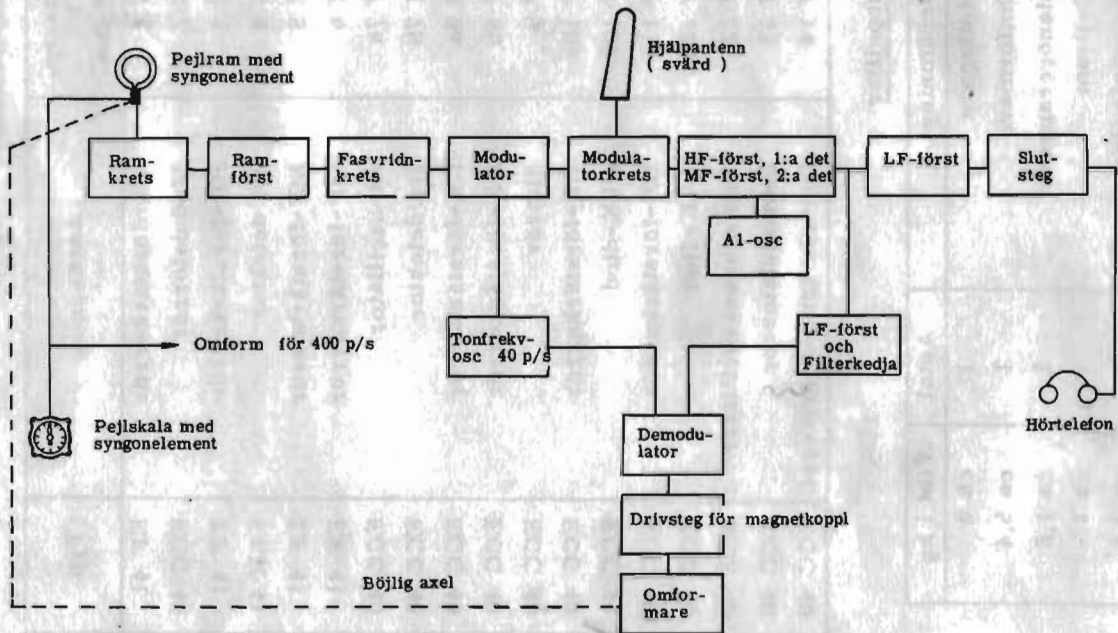 Pejlram med
syngonelement
Hjälpantenn
( svärd )
Ram-
krets
Ram-
först
Fasvridn-
krets
Modu-
lator
Modula-
torkrets
HF-först, 1:a det
MF-först, 2:a det
LF-först
Slut-
steg
A1-osc
Omform för 400 p/s
Tonfrekv-
osc 40 p/s
LF-först
och
Filterkedja
Pejlskala med
syngonelement
Hörtelefon
Demodu-
lator
Drivsteg för magnetkoppl
Böjlig axel
Omfor-
mare